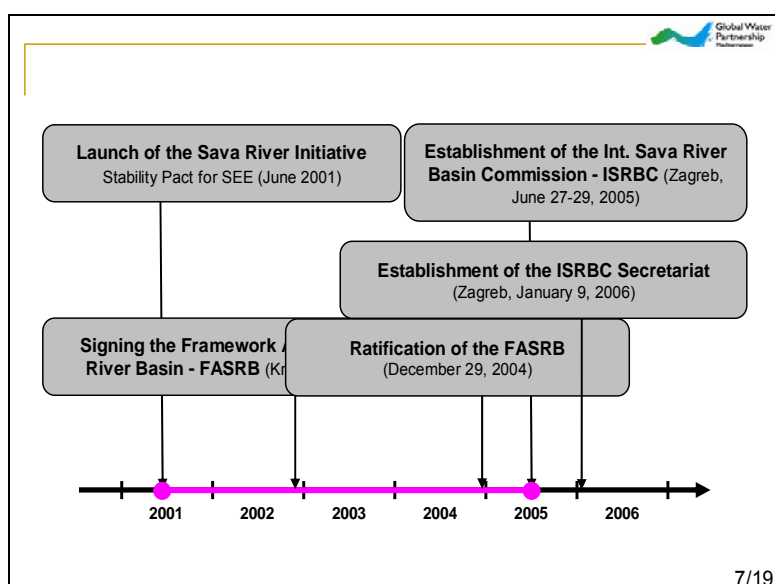 Global Water
Partnership
Mediterranean
Launch of the Sava River Initiative
Stability Pact for SEE (June 2001)
Establishment of the Int. Sava River
Basin Commission - ISRBC (Zagreb,
June 27-29, 2005)
Establishment of the ISRBC Secretariat
(Zagreb, January 9, 2006)
Signing the Framework
River Basin - FASRB
Ratification of the FASRB
(December 29, 2004)
2001 2002 2003 2004 2005 2006
7/19